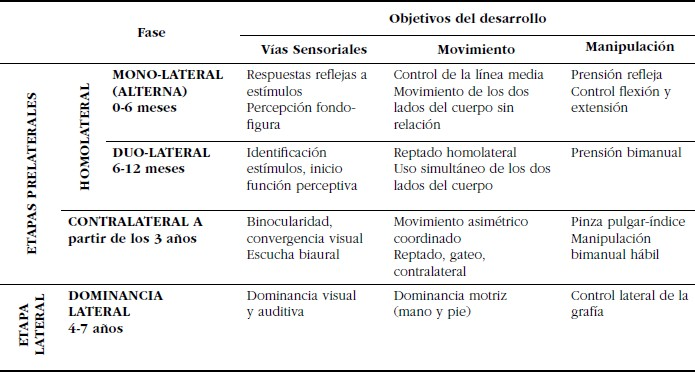 Fase
Objetivos del desarrollo
Vías Sensoriales
Movimiento
Manipulación
ETAPAS PRELATERALES
HOMOLATERAL
MONO-LATERAL
(ALTERNA)
0-6 meses
Respuestas reflejas a
estímulos
Percepción fondo-
figura
Control de la línea media
Movimiento de los dos
lados del cuerpo sin
relación
Prensión refleja
Control flexión y
extensión
DUO-LATERAL
6-12 meses
Identificación
estímulos, inicio
función perceptiva
Reptado homolateral
Uso simultáneo de los dos
lados del cuerpo
Prensión bimanual
CONTRALATERAL A
partir de los 3 años
Binocularidad,
convergencia visual
Escucha biaural
Movimiento asimétrico
coordinado
Reptado, gateo,
contralateral
Pinza pulgar-índice
Manipulación
bimanual hábil
ETAPA
LATERAL
DOMINANCIA
LATERAL
4-7 años
Dominancia visual
y auditiva
Dominancia motriz
(mano y pie)
Control lateral de la
grafía